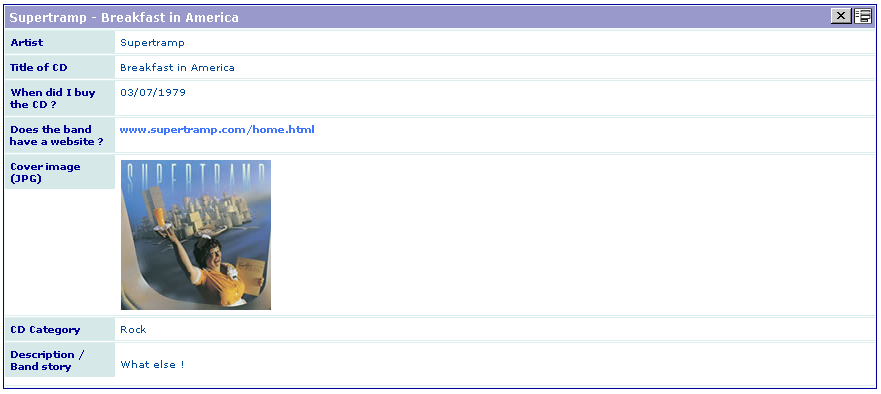 Supertramp - Breakfast in America
Artist
Supertramp
Title of CD
Breakfast in America
When did I buy
the CD ?
03/07/1979
Does the band
have a website ?
www.supertramp.com/home.html
Cover image
(JPG)
SUPERTRAMP
CD Category
Rock
Description /
Band story
What else !